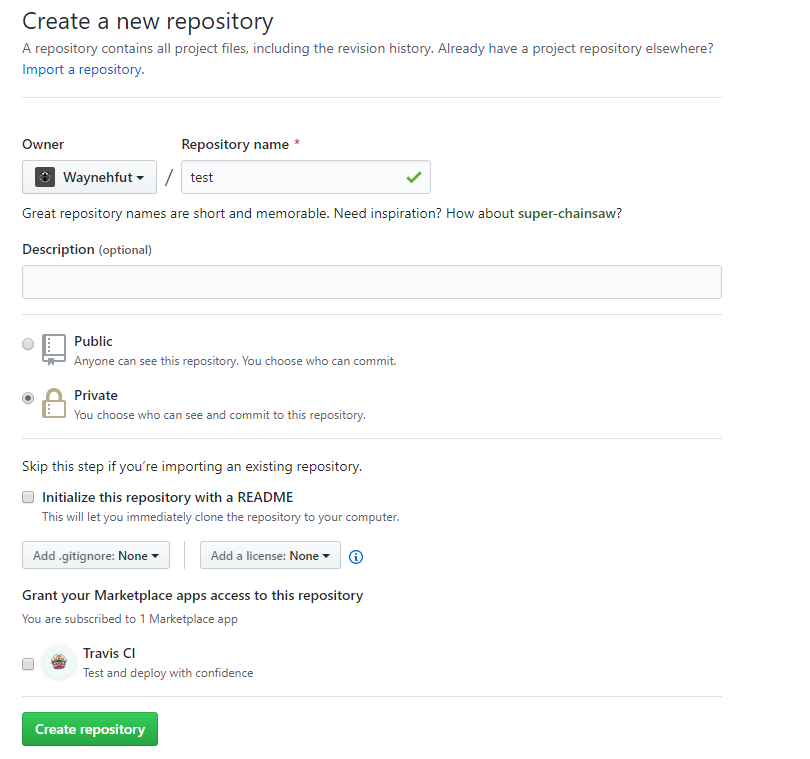 Create a new repository
A repository contains all project files, including the revision history. Already have a project repository elsewhere?
Import a repository.
Owner
Repository name *
Waynehfut / test
Great repository names are short and memorable. Need inspiration? How about super-chainsaw?
Description (optional)
Public
Anyone can see this repository. You choose who can commit.
Private
You choose who can see and commit to this repository.
Skip this step if you’re importing an existing repository.
Initialize this repository with a README
This will let you immediately clone the repository to your computer.
Add .gitignore: None
Add a license: None
Grant your Marketplace apps access to this repository
You are subscribed to 1 Marketplace app
Travis CI
Test and deploy with confidence
Create repository